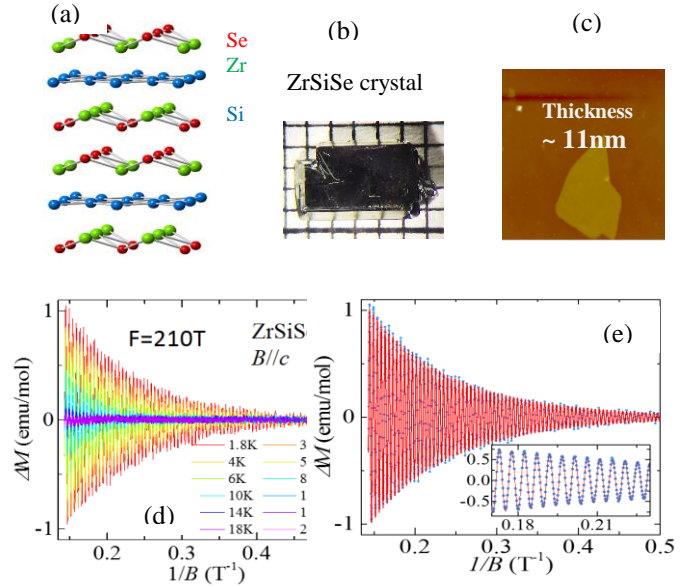 (a)
Se
Zr
Si
(b)
ZrSiSe crystal
(c)
Thickness
~ 11nm
1
0
-1
ΔM (emu/mol)
F=210T
ZrSiS
B//c
1.8K
3
4K
5
6K
8
10K
1
14K
1
18K
2
(d)
0.2
0.3
0.4
1/B (T⁻¹)
1
0
-1
ΔM (emu/mol)
(e)
0.5
0.0
-0.5
0.18
0.21
0.2
0.3
0.4
0.5
1/B (T⁻¹)